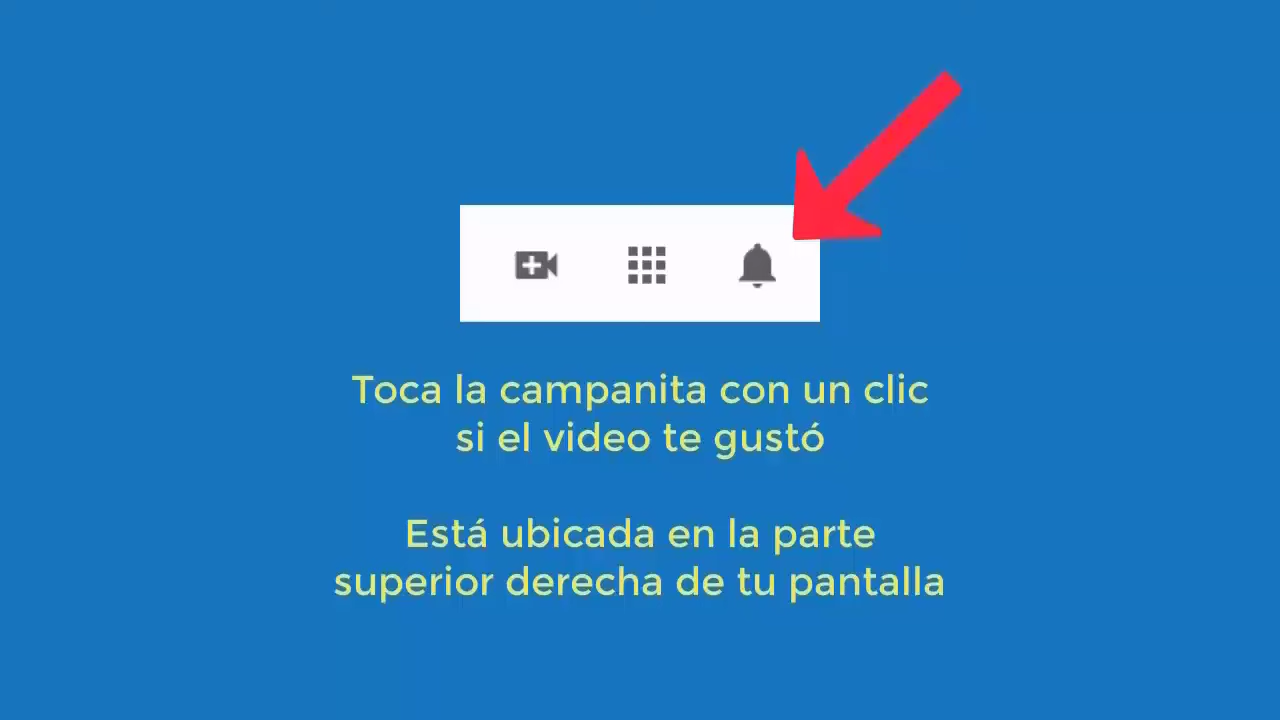 Toca la campanita con un clic
si el video te gustó
Está ubicada en la parte
superior derecha de tu pantalla